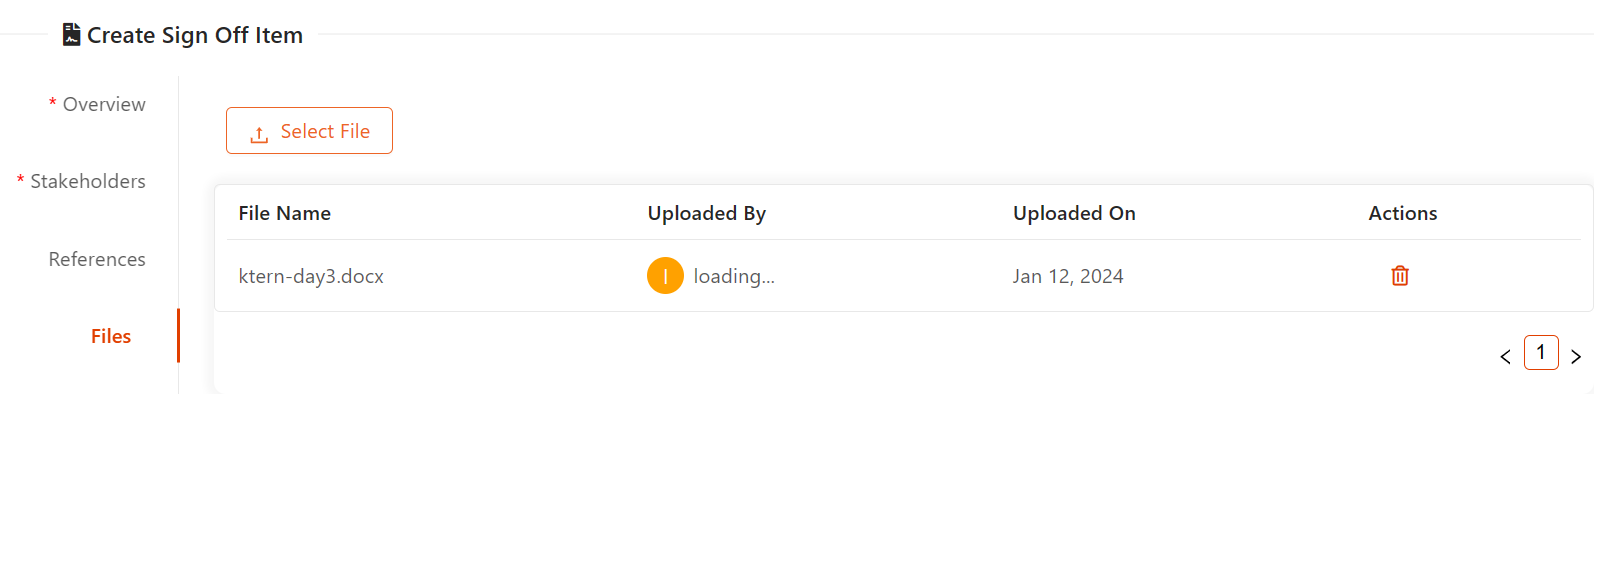 Create Sign Off Item
* Overview
* Stakeholders
References
Files
Select File
File Name Uploaded By Uploaded On Actions
ktern-day3.docx l loading... Jan 12, 2024
< 1 >